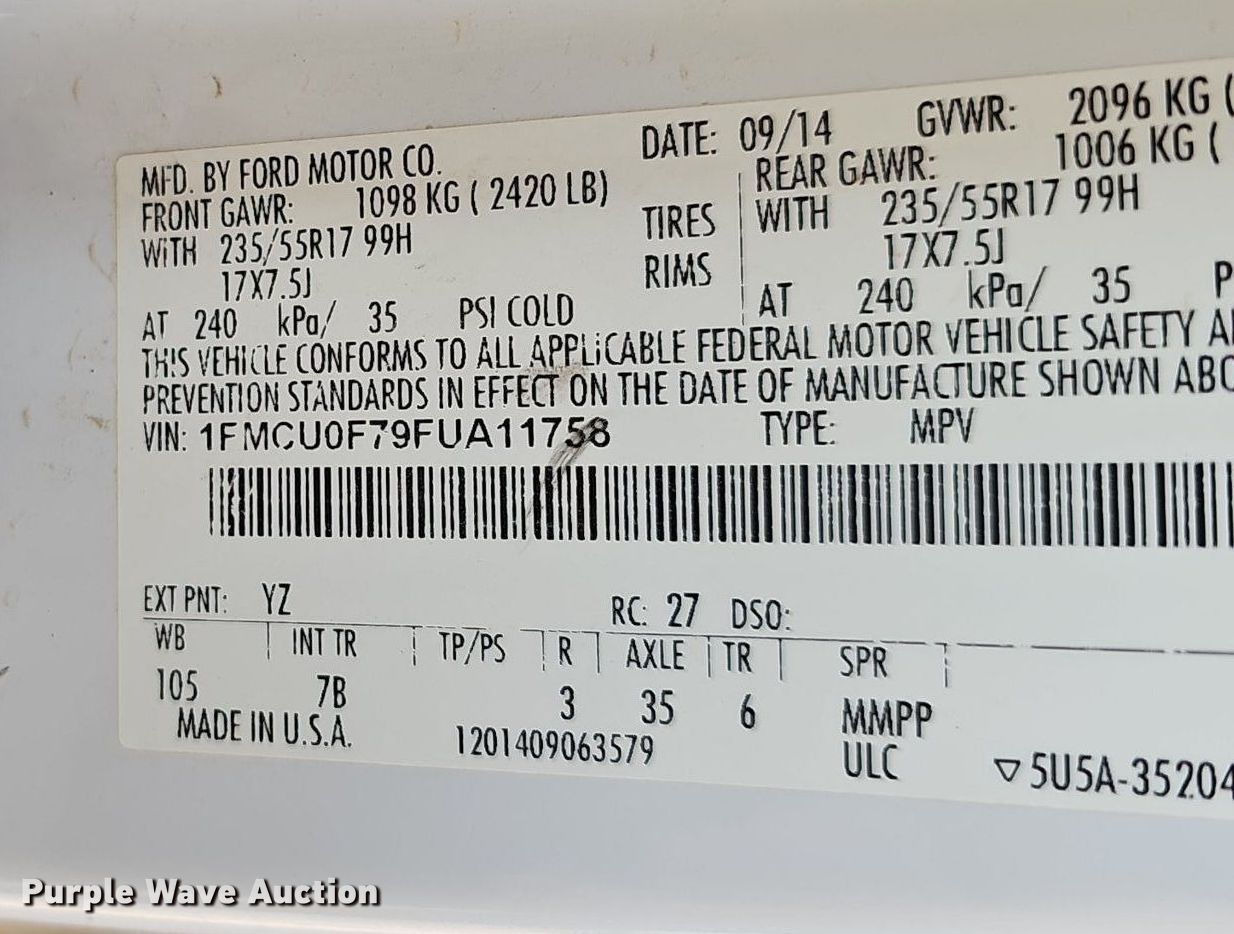 MFD. BY FORD MOTOR CO. DATE: 09/14 GVWR: 2096 KG (
FRONT GAWR: 1098 KG ( 2420 LB) REAR GAWR: 1006 KG (
WITH 235/55R17 99H TIRES WITH 235/55R17 99H
17X7.5J RIMS 17X7.5J
AT 240 kPa/ 35 PSI COLD AT 240 kPa/ 35 P
THIS VEHICLE CONFORMS TO ALL APPLICABLE FEDERAL MOTOR VEHICLE SAFETY
PREVENTION STANDARDS IN EFFECT ON THE DATE OF MANUFACTURE SHOWN
VIN: 1FMCU0F79FUA11758 TYPE: MPV
EXT PNT: YZ RC: 27 DSO:
WB INT TR TP/PS R AXLE TR SPR
105 7B 3 35 6 MMPP
MADE IN U.S.A. 1201409063579 ULC ▽5U5A-35204
Purple Wave Auction